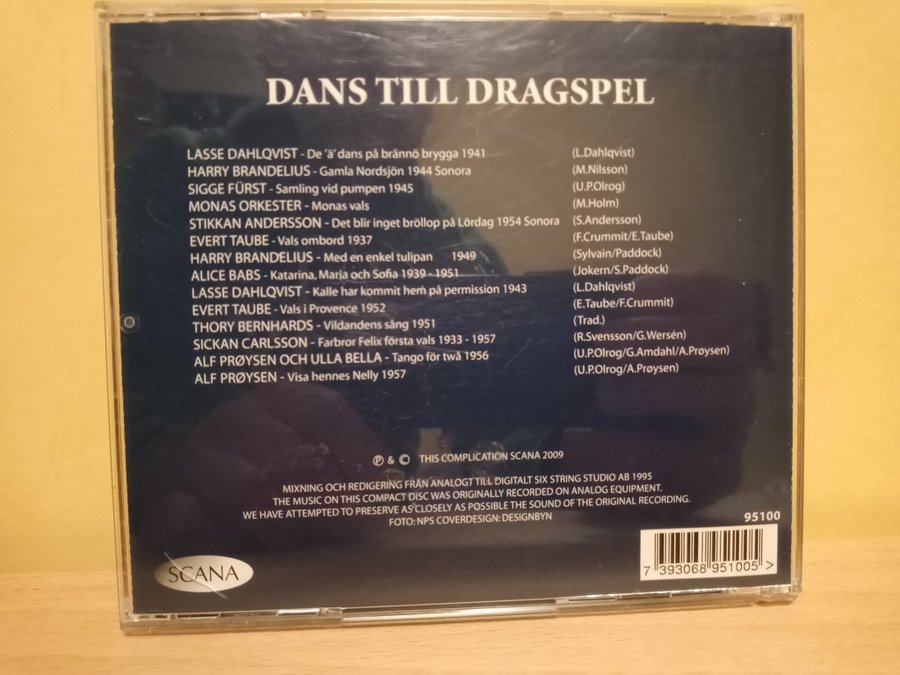 DANS TILL DRAGSPEL
LASSE DAHLQVIST - De 'ä' dans på brännö brygga 1941 (L.Dahlqvist)
HARRY BRANDELIUS - Gamla Nordsjön 1944 Sonora (M.Nilsson)
SIGGE FÜRST - Samling vid pumpen 1945 (U.P.Olrog)
MONAS ORKESTER - Monas vals (M.Holm)
STIKKAN ANDERSSON - Det blir inget bröllop på Lördag 1954 Sonora (S.Andersson)
EVERT TAUBE - Vals ombord 1937 (F.Crummit/E.Taube)
HARRY BRANDELIUS - Med en enkel tulipan 1949 (Sylvain/Paddock)
ALICE BABS - Katarina, Maria och Sofia 1939 - 1951 (Jokern/S.Paddock)
LASSE DAHLQVIST - Kalle har kommit hem på permission 1943 (L.Dahlqvist)
EVERT TAUBE - Vals i Provence 1952 (E.Taube/F.Crummit)
THORY BERNHARDS - Vildandens sång 1951 (Trad.)
SICKAN CARLSSON - Farbror Felix första vals 1933 - 1957 (R.Svensson/G.Wersén)
ALF PRØYSEN OCH ULLA BELLA - Tango för två 1956 (U.P.Olrog/G.Amdahl/A.Prøysen)
ALF PRØYSEN - Visa hennes Nelly 1957 (U.P.Olrog/A.Prøysen)
℗ & © THIS COMPLICATION SCANA 2009
MIXNING OCH REDIGERING FRÅN ANALOGT TILL DIGITALT SIX STRING STUDIO AB 1995
THE MUSIC ON THIS COMPACT DISC WAS ORIGINALLY RECORDED ON ANALOG EQUIPMENT.
WE HAVE ATTEMPTED TO PRESERVE AS CLOSELY AS POSSIBLE THE SOUND OF THE ORIGINAL RECORDING.
FOTO: NPS COVERDESIGN: DESIGNBYN
95100
SCANA
7 393068 951005 >